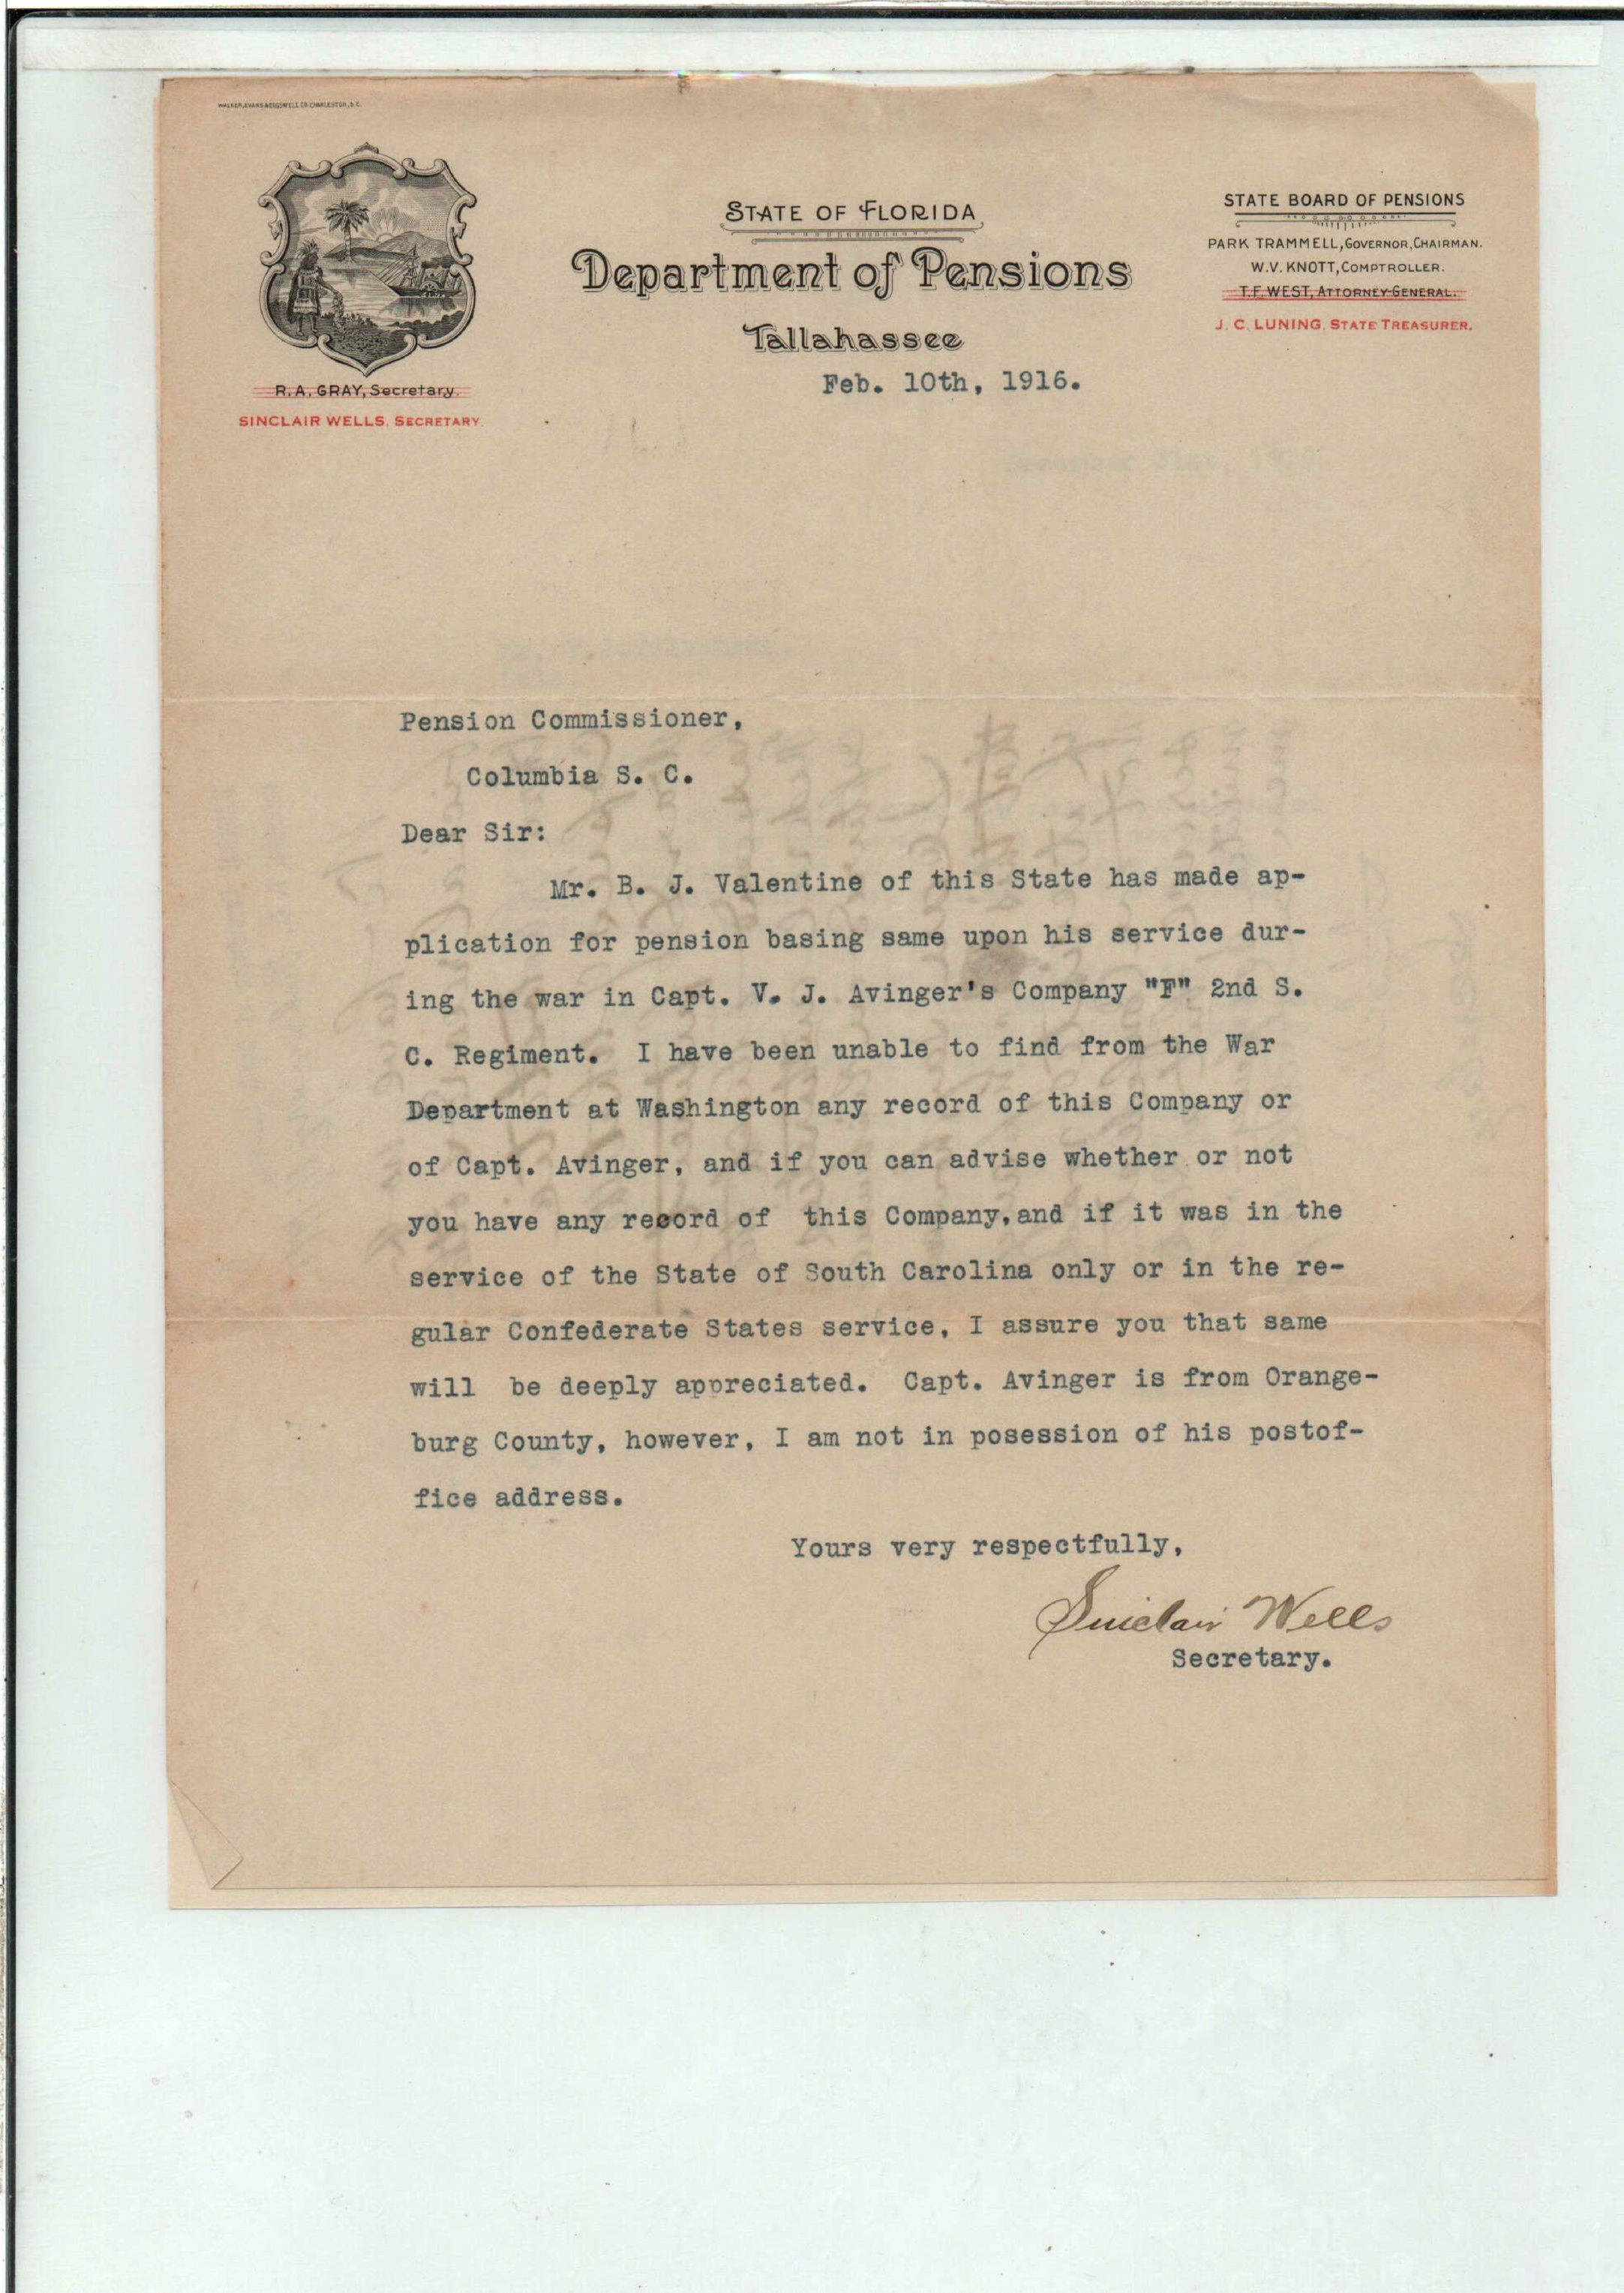 WALKER, EVANS & COGSWELL CO. CHARLESTON, S.C.
STATE OF FLORIDA
Department of Pensions
Tallahassee
Feb. 10th, 1916.
R. A. GRAY, Secretary.
SINCLAIR WELLS, SECRETARY.
STATE BOARD OF PENSIONS
PARK TRAMMELL, GOVERNOR, CHAIRMAN.
W. V. KNOTT, COMPTROLLER.
T. F. WEST, ATTORNEY GENERAL.
J. C. LUNING, STATE TREASURER.
Pension Commissioner,
Columbia S. C.
Dear Sir:
Mr. B. J. Valentine of this State has made ap-
plication for pension basing same upon his service dur-
ing the war in Capt. V. J. Avinger's Company "F" 2nd S.
C. Regiment. I have been unable to find from the War
Department at Washington any record of this Company or
of Capt. Avinger, and if you can advise whether or not
you have any record of this Company,and if it was in the
service of the State of South Carolina only or in the re-
gular Confederate States service, I assure you that same
will be deeply appreciated. Capt. Avinger is from Orange-
burg County, however, I am not in posession of his postof-
fice address.
Yours very respectfully,
Sinclair Wells
Secretary.